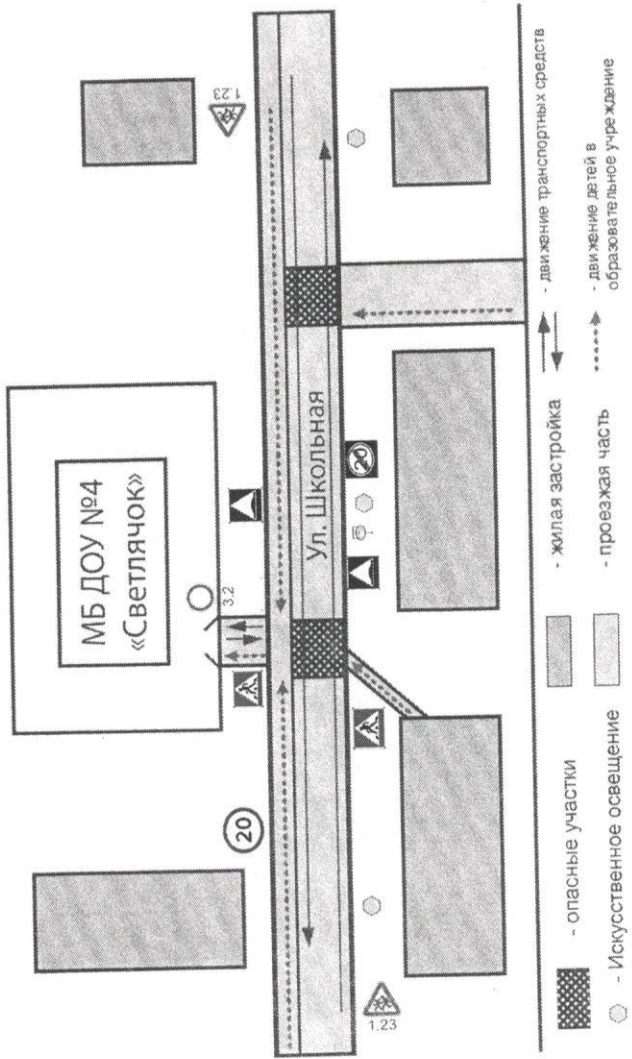 МБ ДОУ №4
«Светлячок»
3.2
1.23
20
Ул. Школьная
20
1.23
- опасные участки
- Искусственное освещение
- жилая застройка
- проезжая часть
- движение транспортных средств
- движение детей в
образовательное учреждение